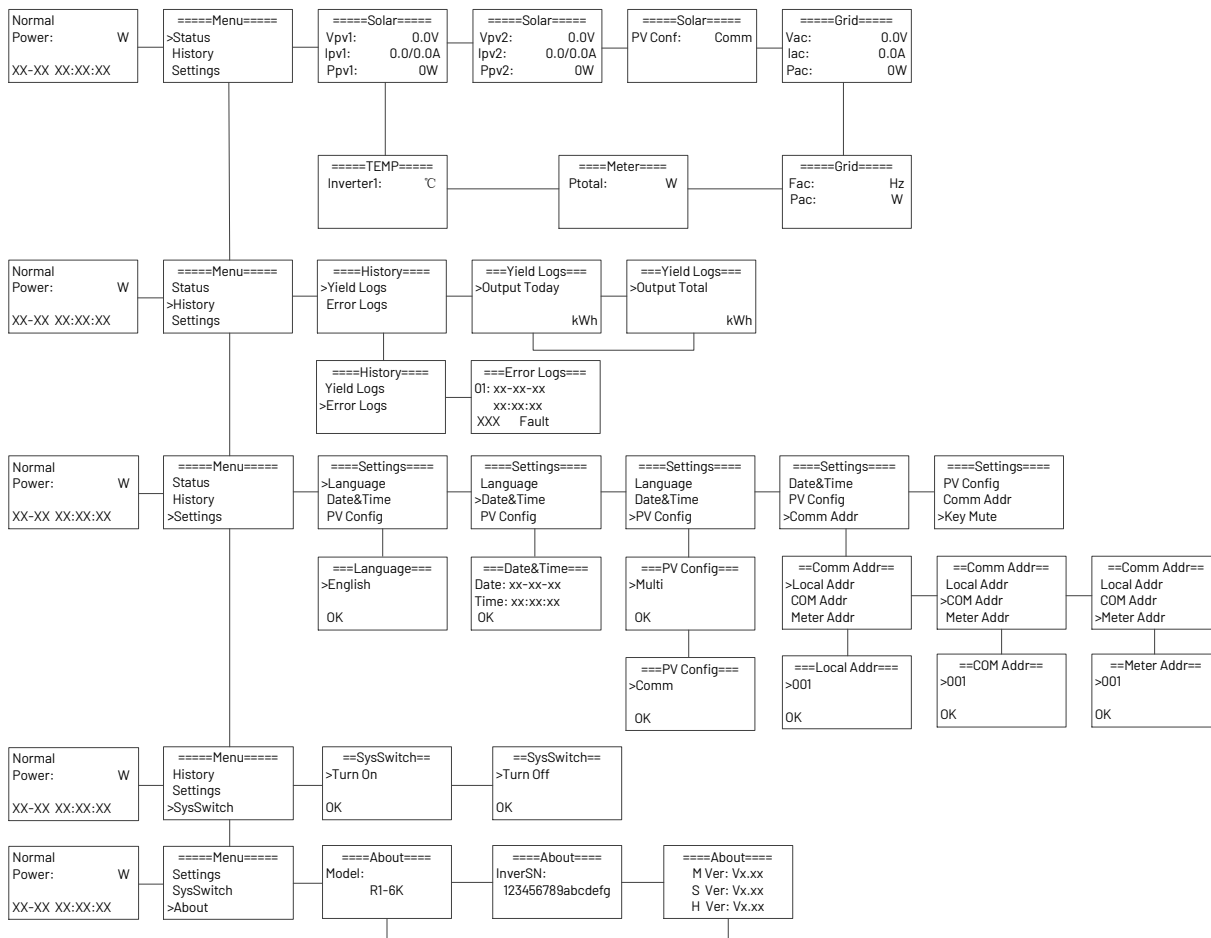 Normal
Power: W
XX-XX XX:XX:XX
=====Menu=====
>Status
History
Settings
=====Solar=====
Vpv1: 0.0V
Ipv1: 0.0/0.0A
Ppv1: 0W
=====Solar=====
Vpv2: 0.0V
Ipv2: 0.0/0.0A
Ppv2: 0W
=====Solar=====
PV Conf: Comm
=====Grid=====
Vac: 0.0V
Iac: 0.0A
Pac: 0W
=====TEMP=====
Inverter1: ℃
====Meter====
Ptotal: W
=====Grid=====
Fac: Hz
Pac: W
Normal
Power: W
XX-XX XX:XX:XX
=====Menu=====
Status
>History
Settings
====History====
>Yield Logs
Error Logs
===Yield Logs===
>Output Today
kWh
===Yield Logs===
>Output Total
kWh
====History====
Yield Logs
>Error Logs
===Error Logs===
01: xx-xx-xx
xx:xx:xx
XXX Fault
Normal
Power: W
XX-XX XX:XX:XX
=====Menu=====
Status
History
>Settings
====Settings====
>Language
Date&Time
PV Config
====Settings====
Language
>Date&Time
PV Config
====Settings====
Language
Date&Time
>PV Config
====Settings====
Date&Time
PV Config
>Comm Addr
====Settings====
PV Config
Comm Addr
>Key Mute
===Language===
>English
OK
===Date&Time===
Date: xx-xx-xx
Time: xx:xx:xx
OK
===PV Config===
>Multi
OK
==Comm Addr==
>Local Addr
COM Addr
Meter Addr
==Comm Addr==
Local Addr
>COM Addr
Meter Addr
==Comm Addr==
Local Addr
COM Addr
>Meter Addr
===PV Config===
>Comm
OK
===Local Addr===
>001
OK
==COM Addr==
>001
OK
==Meter Addr==
>001
OK
Normal
Power: W
XX-XX XX:XX:XX
=====Menu=====
History
Settings
>SysSwitch
==SysSwitch==
>Turn On
OK
==SysSwitch==
>Turn Off
OK
Normal
Power: W
XX-XX XX:XX:XX
=====Menu=====
Settings
SysSwitch
>About
====About====
Model:
R1-6K
====About====
InverSN:
123456789abcdefg
====About====
M Ver: Vx.xx
S Ver: Vx.xx
H Ver: Vx.xx